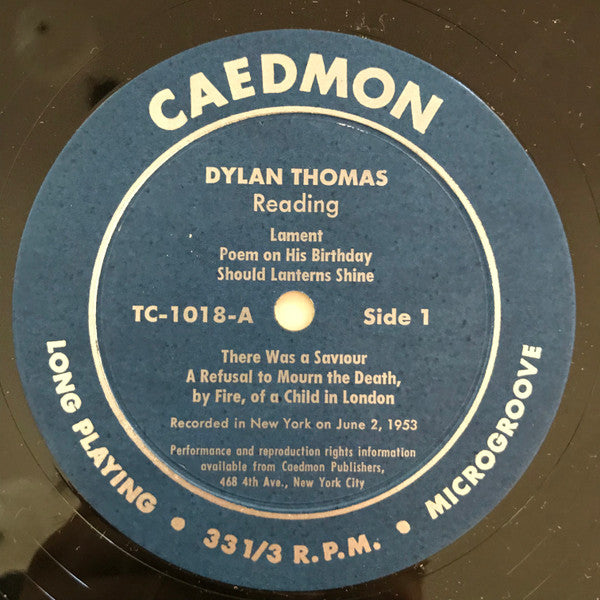 CAEDMON
DYLAN THOMAS
Reading
Lament
Poem on His Birthday
Should Lanterns Shine
TC-1018-A Side 1
There Was a Saviour
A Refusal to Mourn the Death,
by Fire, of a Child in London
Recorded in New York on June 2, 1953
Performance and reproduction rights information
available from Caedmon Publishers,
468 4th Ave., New York City
LONG PLAYING • 33 1/3 R.P.M. • MICROGROOVE